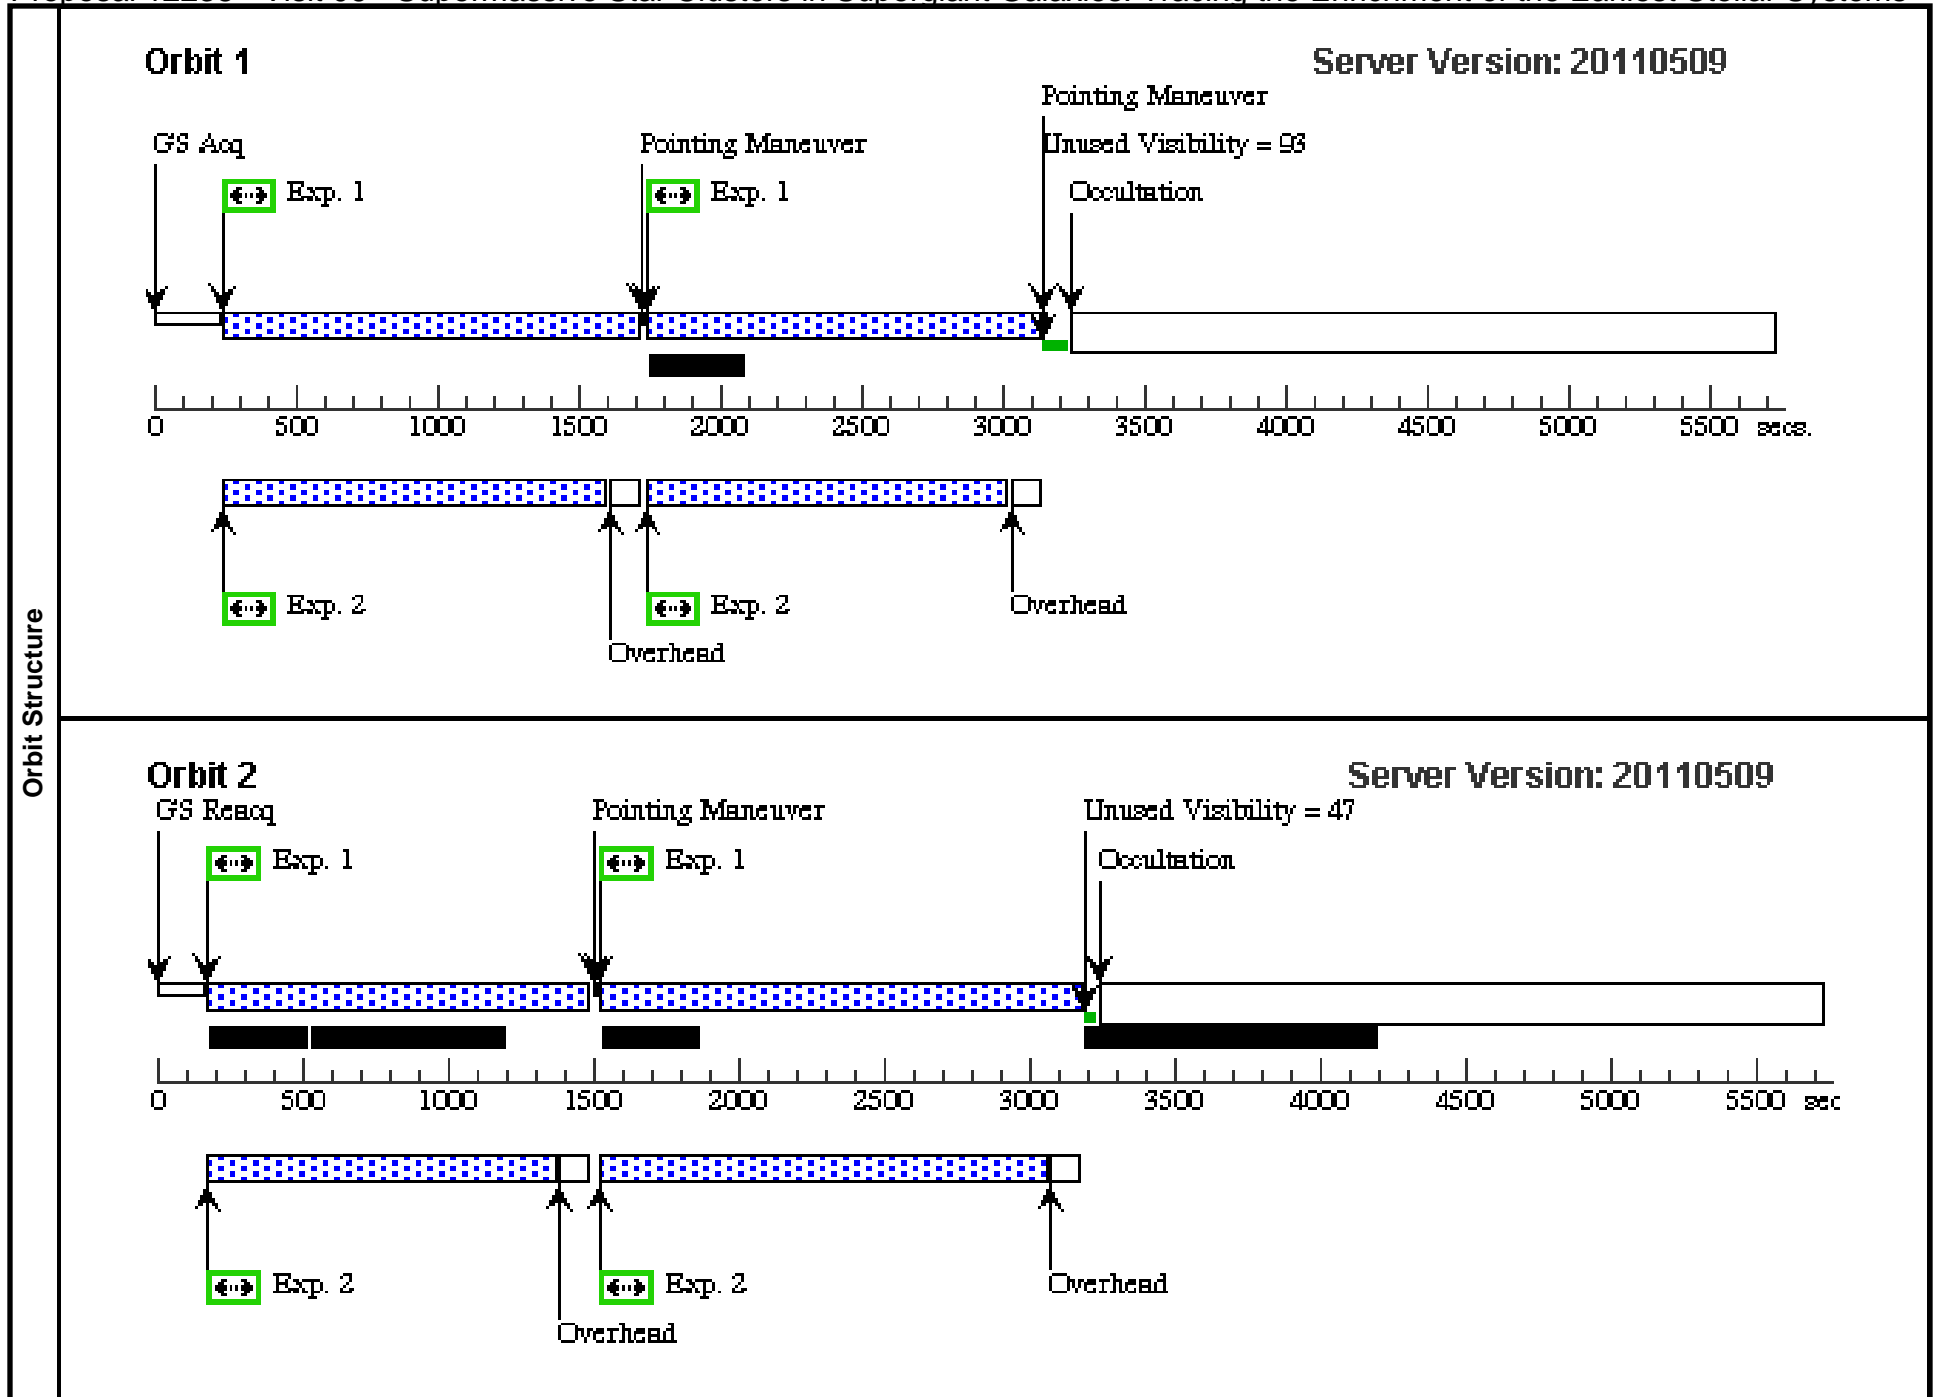 Orbit Structure
Orbit 1
Server Version: 20110509
Pointing Maneuver
GS Acq
Pointing Maneuver
Unused Visibility = 93
Exp. 1
Exp. 1
Occultation
0 500 1000 1500 2000 2500 3000 3500 4000 4500 5000 5500 secs.
Exp. 2
Exp. 2
Overhead
Overhead
Orbit 2
Server Version: 20110509
GS Reacq
Pointing Maneuver
Unused Visibility = 47
Exp. 1
Exp. 1
Occultation
0 500 1000 1500 2000 2500 3000 3500 4000 4500 5000 5500 sec
Exp. 2
Exp. 2
Overhead
Overhead